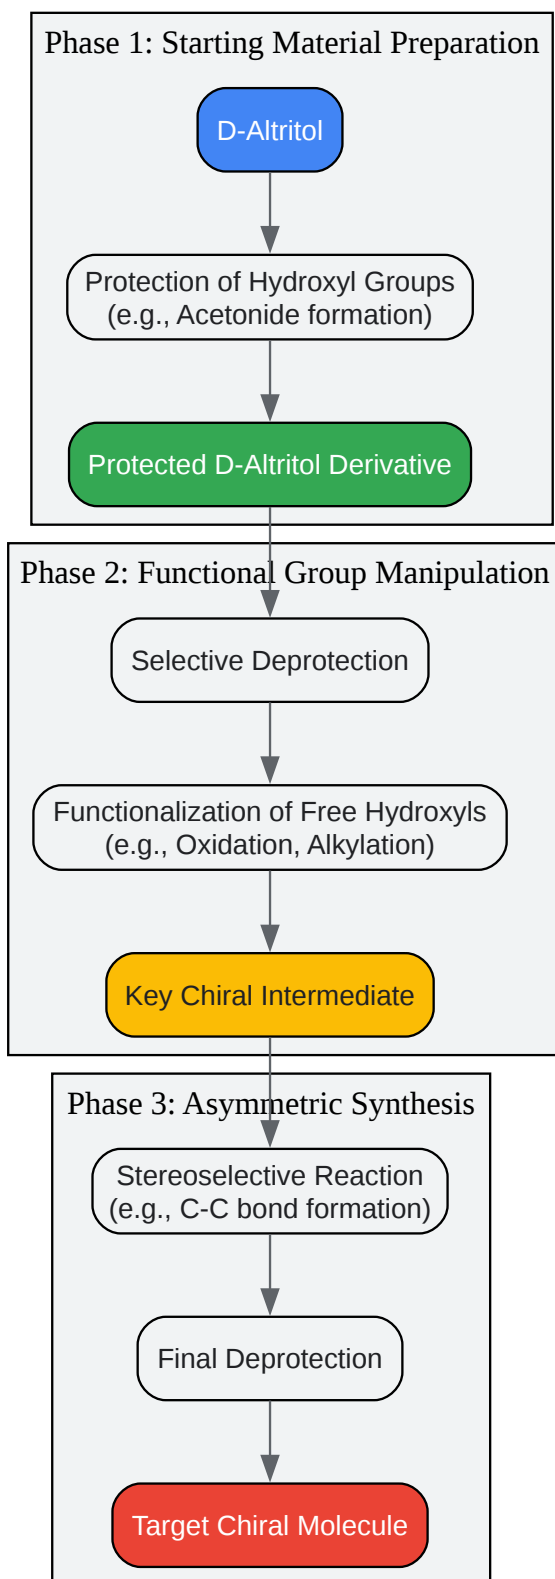 Phase 1: Starting Material Preparation
D-Altritol
Protection of Hydroxyl Groups
(e.g., Acetonide formation)
Protected D-Altritol Derivative
Phase 2: Functional Group Manipulation
Selective Deprotection
Functionalization of Free Hydroxyls
(e.g., Oxidation, Alkylation)
Key Chiral Intermediate
Phase 3: Asymmetric Synthesis
Stereoselective Reaction
(e.g., C-C bond formation)
Final Deprotection
Target Chiral Molecule